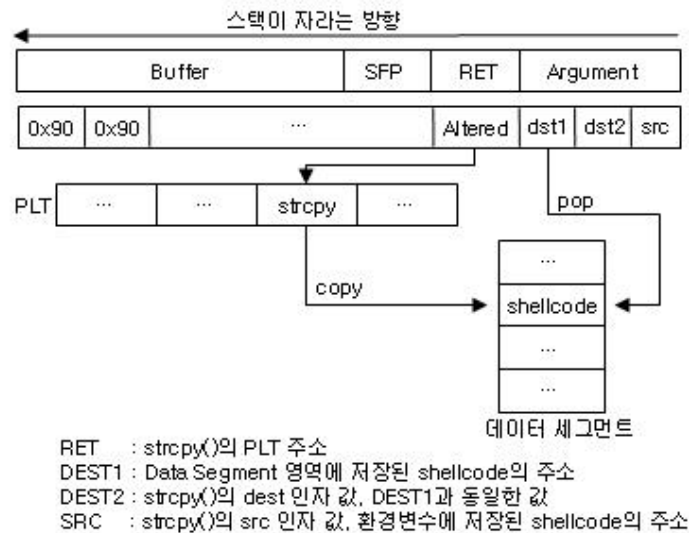 스택이 자라는 방향
Buffer SFP RET Argument
0x90 0x90 ... Altered dst1 dst2 src
PLT ... ... strcpy ...
pop
...
copy
shellcode
...
...
데이터 세그먼트
RET : strcpy()의 PLT 주소
DEST1 : Data Segment 영역에 저장된 shellcode의 주소
DEST2 : strcpy()의 dest 인자 값, DEST1과 동일한 값
SRC : strcpy()의 src 인자 값, 환경변수에 저장된 shellcode의 주소